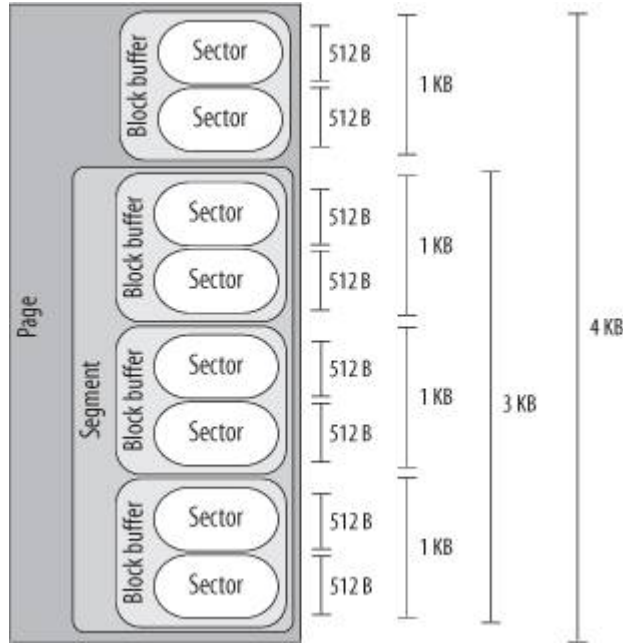 Page
Segment
Block buffer
Sector
Sector
512 B
512 B
1 KB
Block buffer
Sector
Sector
512 B
512 B
1 KB
Block buffer
Sector
Sector
512 B
512 B
1 KB
Block buffer
Sector
Sector
512 B
512 B
1 KB
3 KB
4 KB